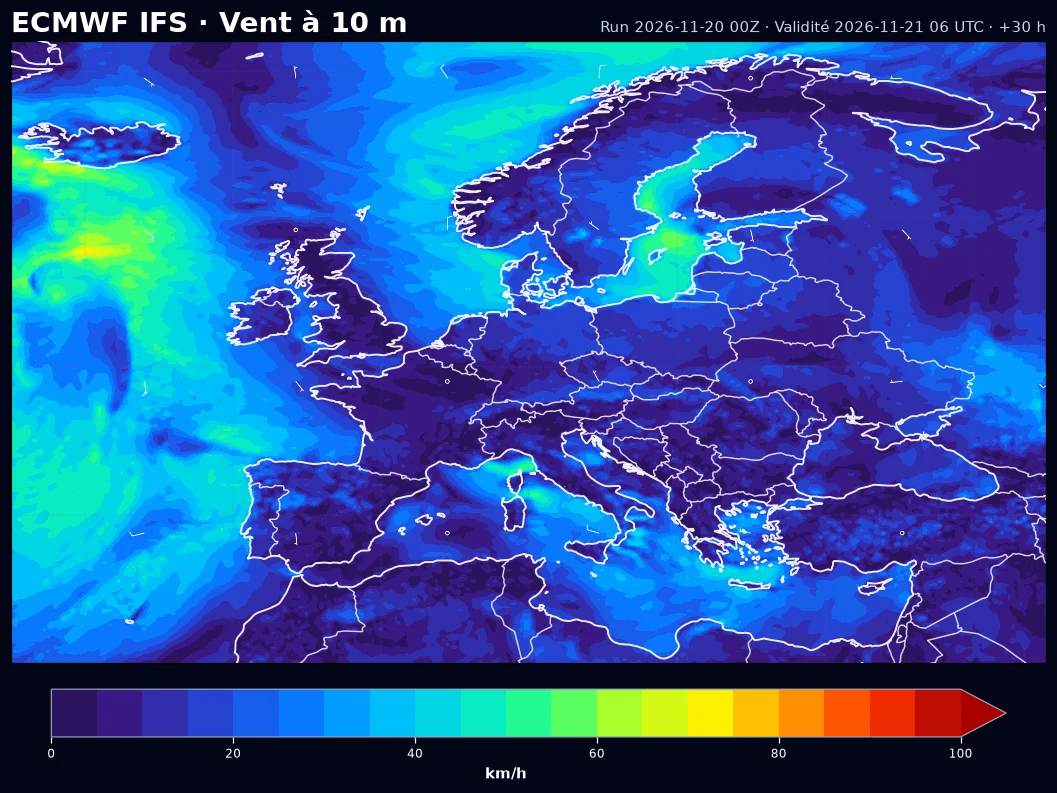 ECMWF IFS · Vent à 10 m
Run 2026-11-20 00Z · Validité 2026-11-21 06 UTC · +30 h
0 20 40 60 80 100
km/h